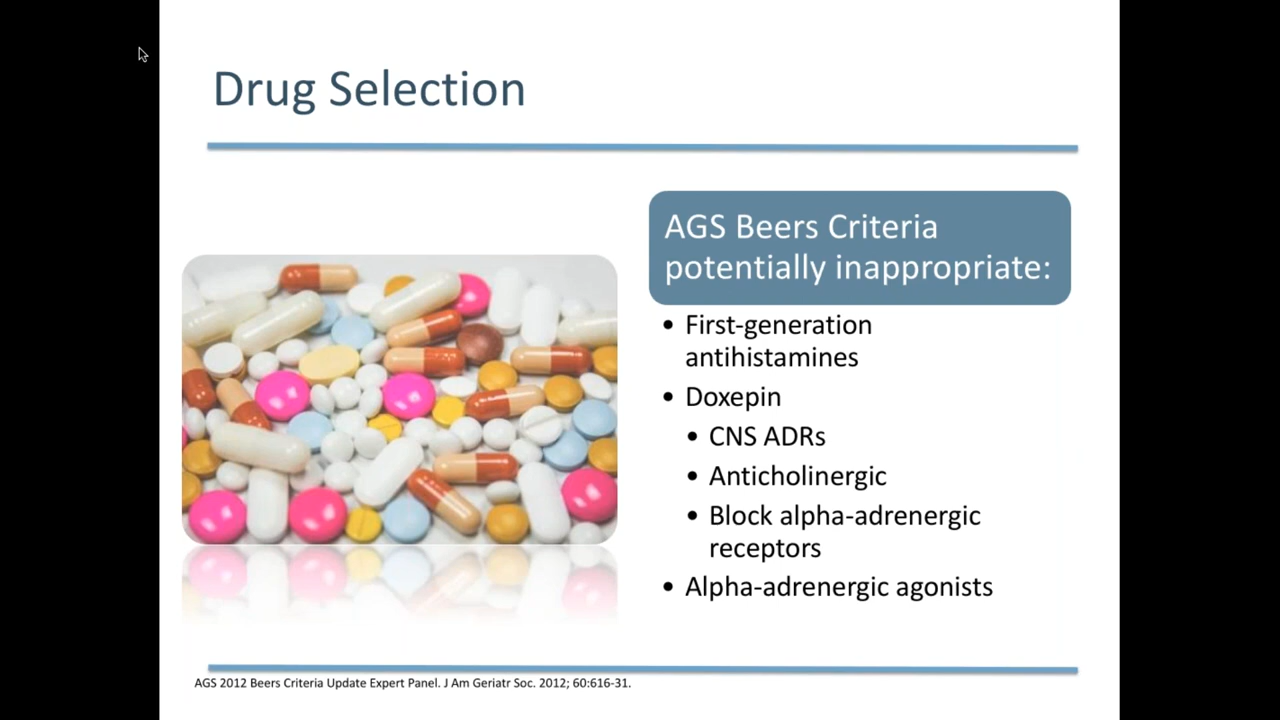 Drug Selection
AGS Beers Criteria
potentially inappropriate:
• First-generation
antihistamines
• Doxepin
• CNS ADRs
• Anticholinergic
• Block alpha-adrenergic
receptors
• Alpha-adrenergic agonists
AGS 2012 Beers Criteria Update Expert Panel. J Am Geriatr Soc. 2012; 60:616-31.